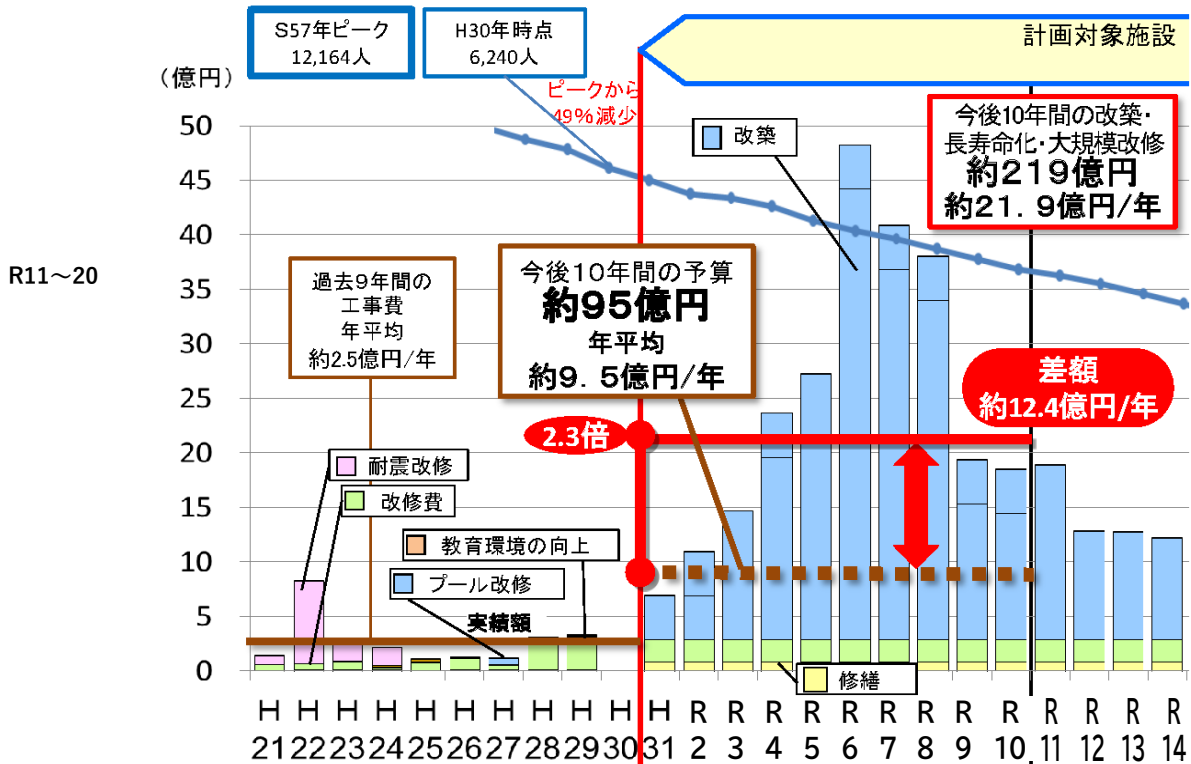 S57年ピーク
12,164人
H30年時点
6,240人
計画対象施設
（億円）
ピークから
49%減少
今後10年間の改築・
長寿命化・大規模改修
約219億円
約21.9億円/年
改築
50
45
40
35
30
25
20
15
10
5
0
R11～20
過去9年間の
工事費
年平均
約2.5億円/年
今後10年間の予算
約95億円
年平均
約9.5億円/年
差額
約12.4億円/年
2.3倍
耐震改修
改修費
教育環境の向上
プール改修
実績額
修繕
H H H H H H H H H H H R R R R R R R R R R R R R
21 22 23 24 25 26 27 28 29 30 31 2 3 4 5 6 7 8 9 10 11 12 13 14